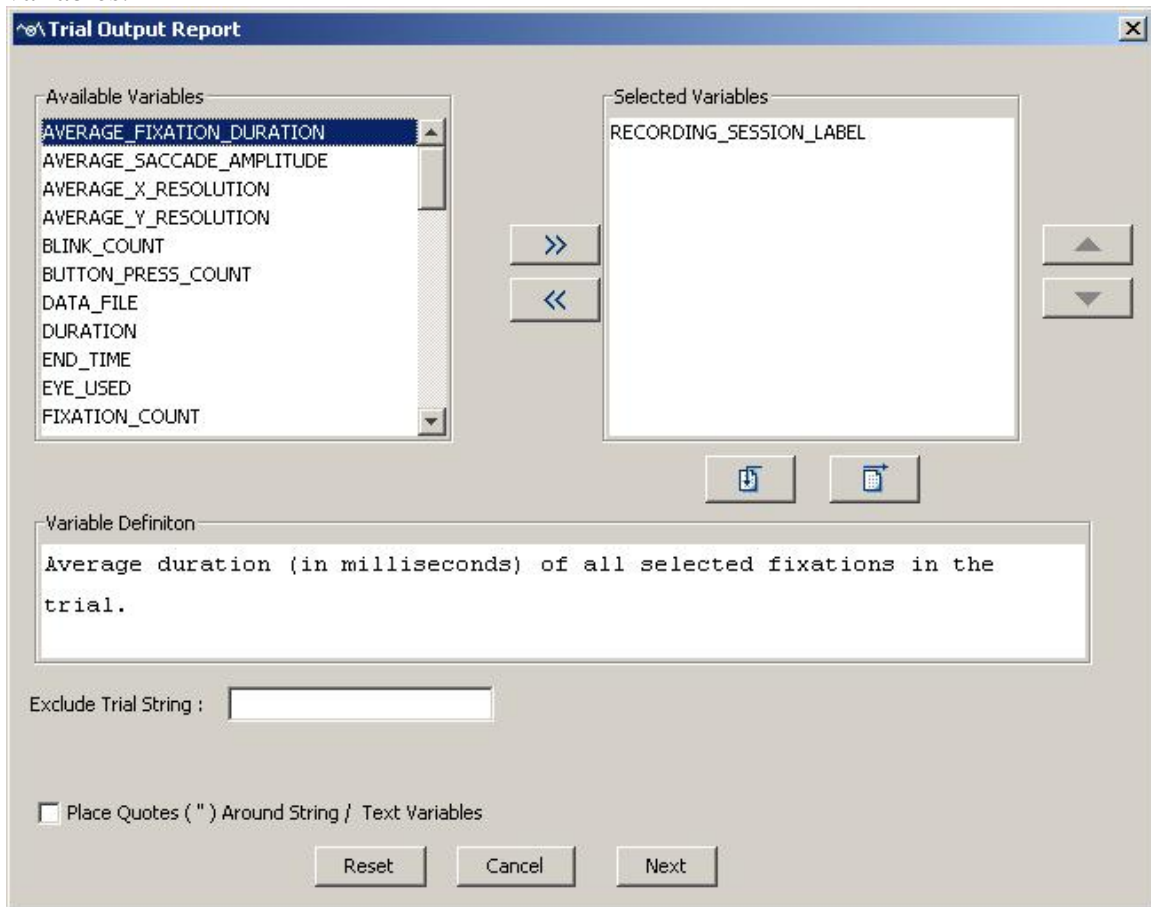 Trial Output Report
Available Variables
AVERAGE_FIXATION_DURATION
AVERAGE_SACCADE_AMPLITUDE
AVERAGE_X_RESOLUTION
AVERAGE_Y_RESOLUTION
BLINK_COUNT
BUTTON_PRESS_COUNT
DATA_FILE
DURATION
END_TIME
EYE_USED
FIXATION_COUNT
>>
<<
Selected Variables
RECORDING_SESSION_LABEL
Variable Definiton
Average duration (in milliseconds) of all selected fixations in the
trial.
Exclude Trial String :
Place Quotes ( " ) Around String / Text Variables
Reset
Cancel
Next